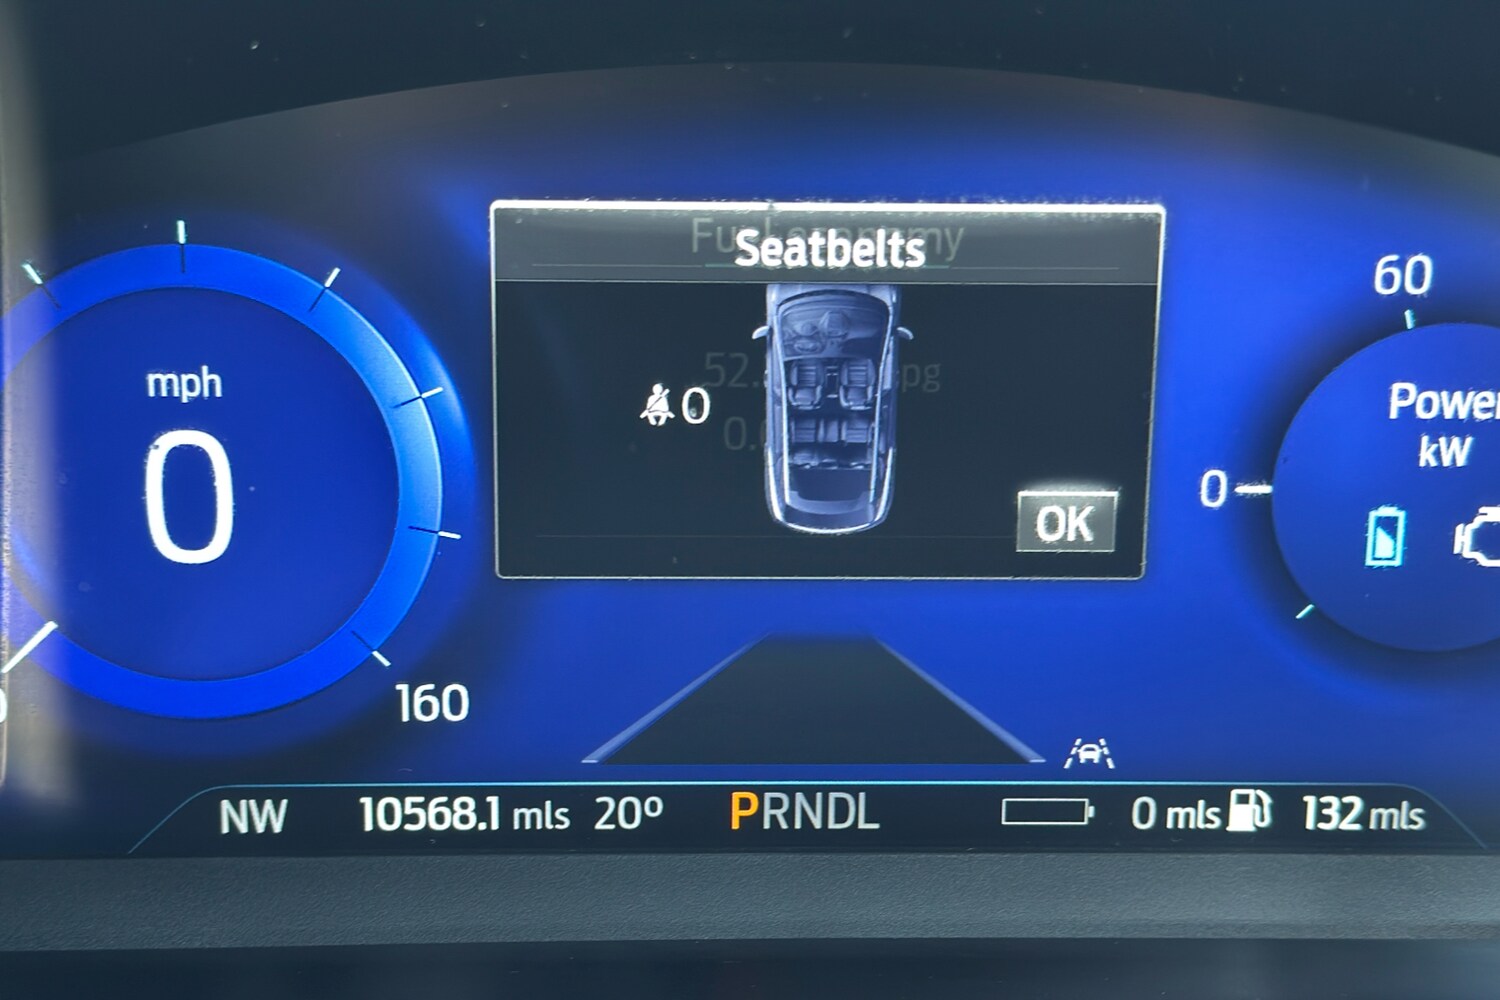 Seatbelts
0
OK
mph
0
160
60
Power
kW
0
NW 10568.1 mls 20º PRNDL 0 mls 132 mls